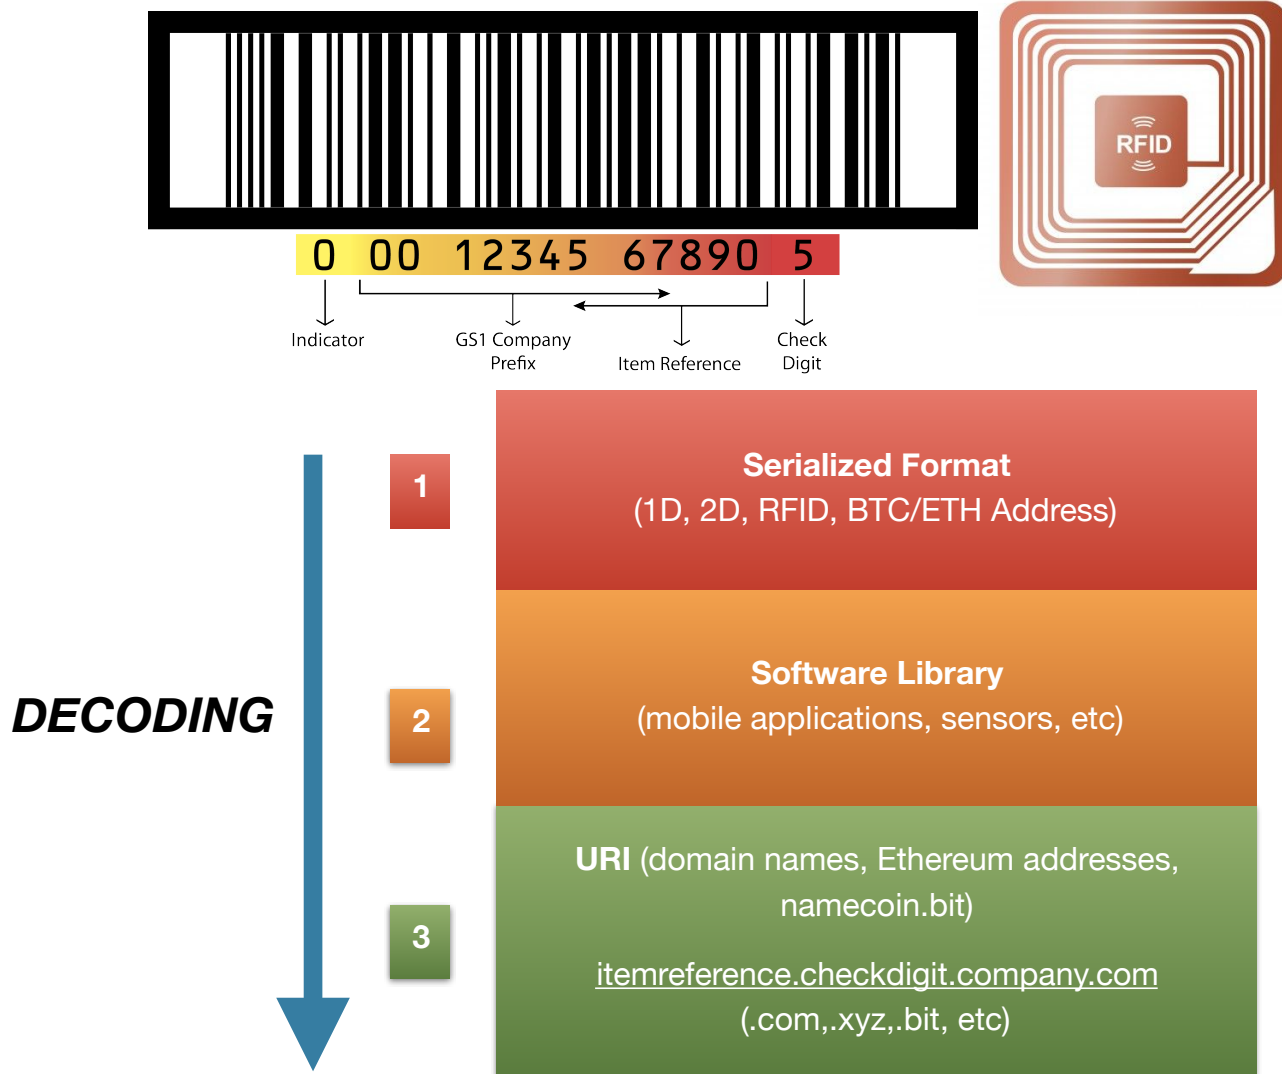 RFID
0 00 12345 67890 5
Indicator
GS1 Company
Prefix
Item Reference
Check
Digit
DECODING
1
Serialized Format
(1D, 2D, RFID, BTC/ETH Address)
2
Software Library
(mobile applications, sensors, etc)
3
URI (domain names, Ethereum addresses,
namecoin.bit)
itemreference.checkdigit.company.com
(.com,.xyz,.bit, etc)